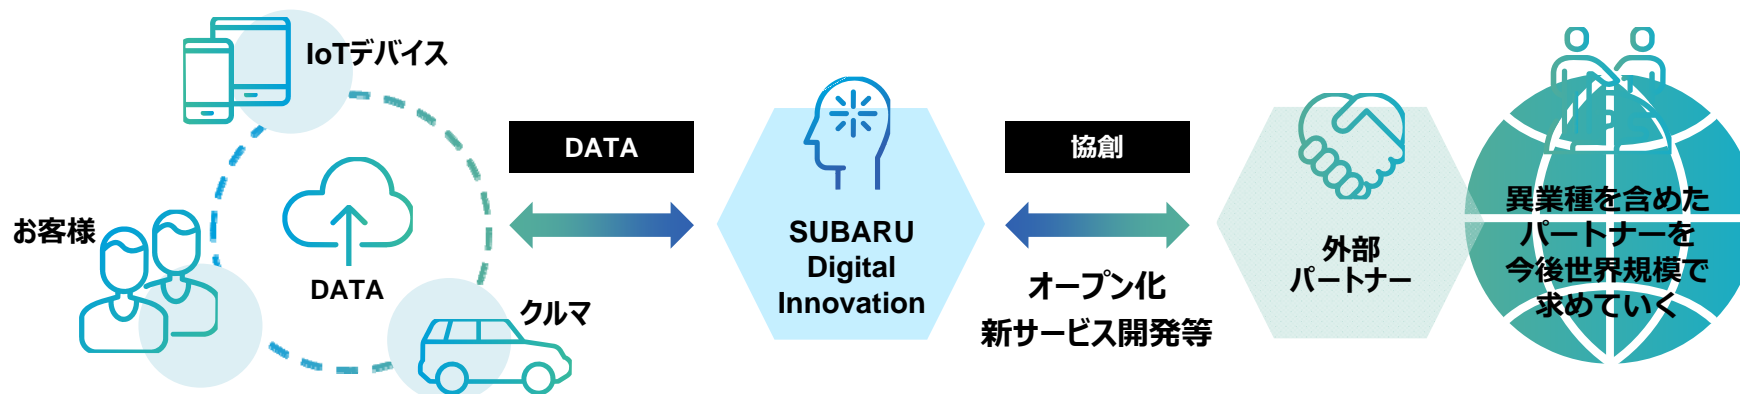 IoTデバイス
お客様
DATA
クルマ
DATA
SUBARU
Digital
Innovation
協創
オープン化
新サービス開発等
外部
パートナー
異業種を含めた
パートナーを
今後世界規模で
求めていく